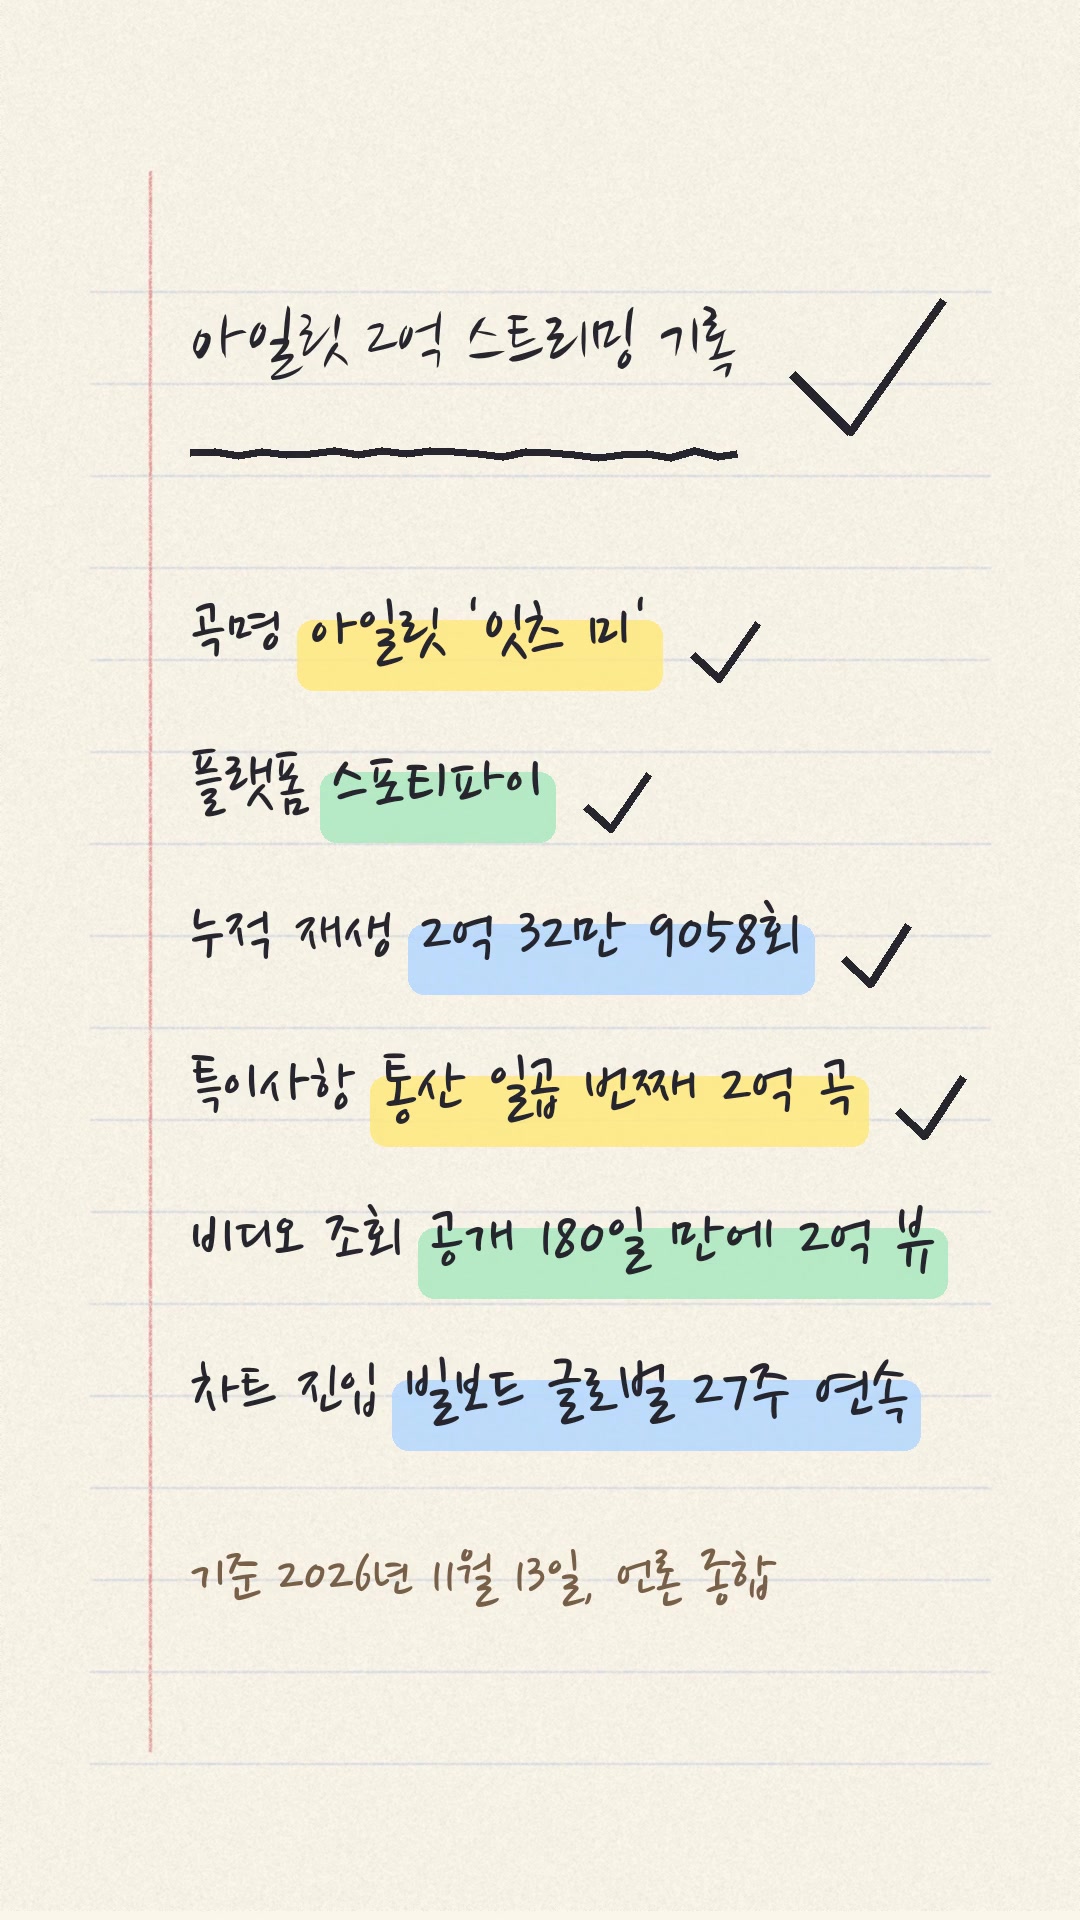 아일릿 2억 스트리밍 기록
곡명 아일릿 '잇츠 미'
플랫폼 스포티파이
누적 재생 2억 32만 9058회
특이사항 통산 일곱 번째 2억 곡
비디오 조회 공개 180일 만에 2억 뷰
차트 진입 빌보드 글로벌 27주 연속
기준 2026년 11월 13일, 언론 종합